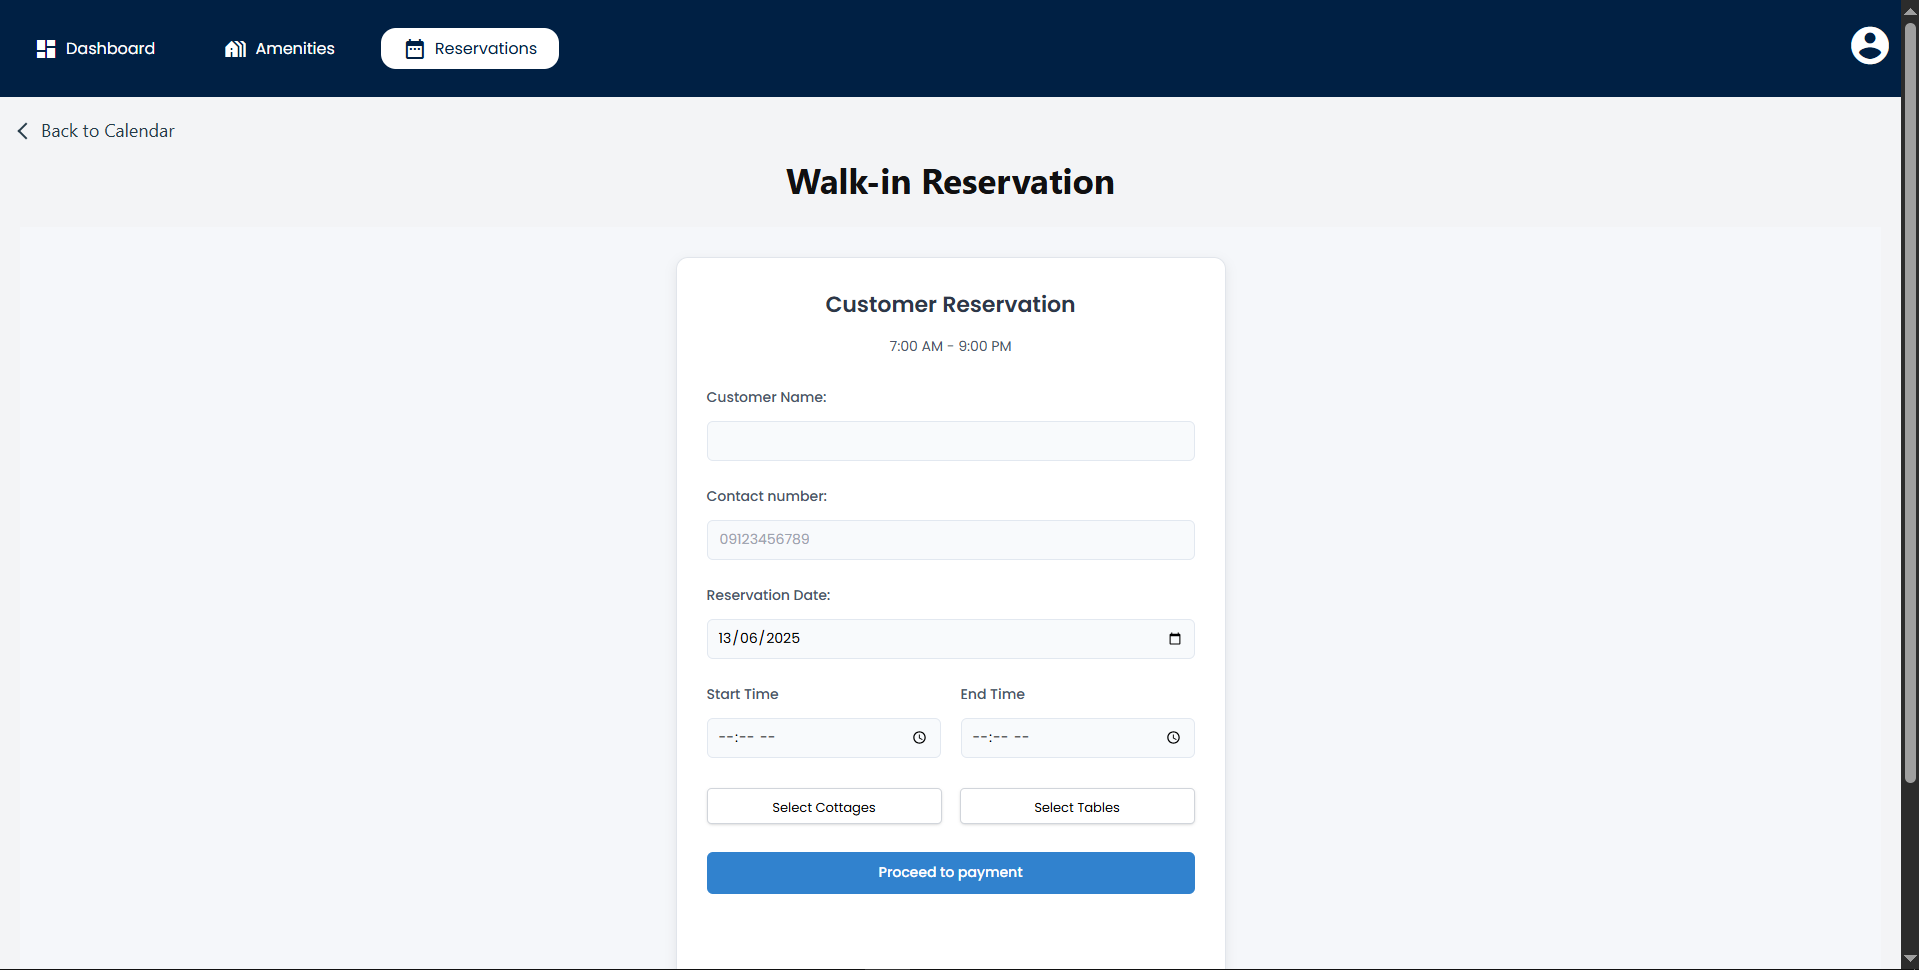 Dashboard
Amenities
Reservations
Back to Calendar
Walk-in Reservation
Customer Reservation
7:00 AM - 9:00 PM
Customer Name:
Contact number:
09123456789
Reservation Date:
13/06/2025
Start Time
End Time
--:-- --
--:-- --
Select Cottages
Select Tables
Proceed to payment